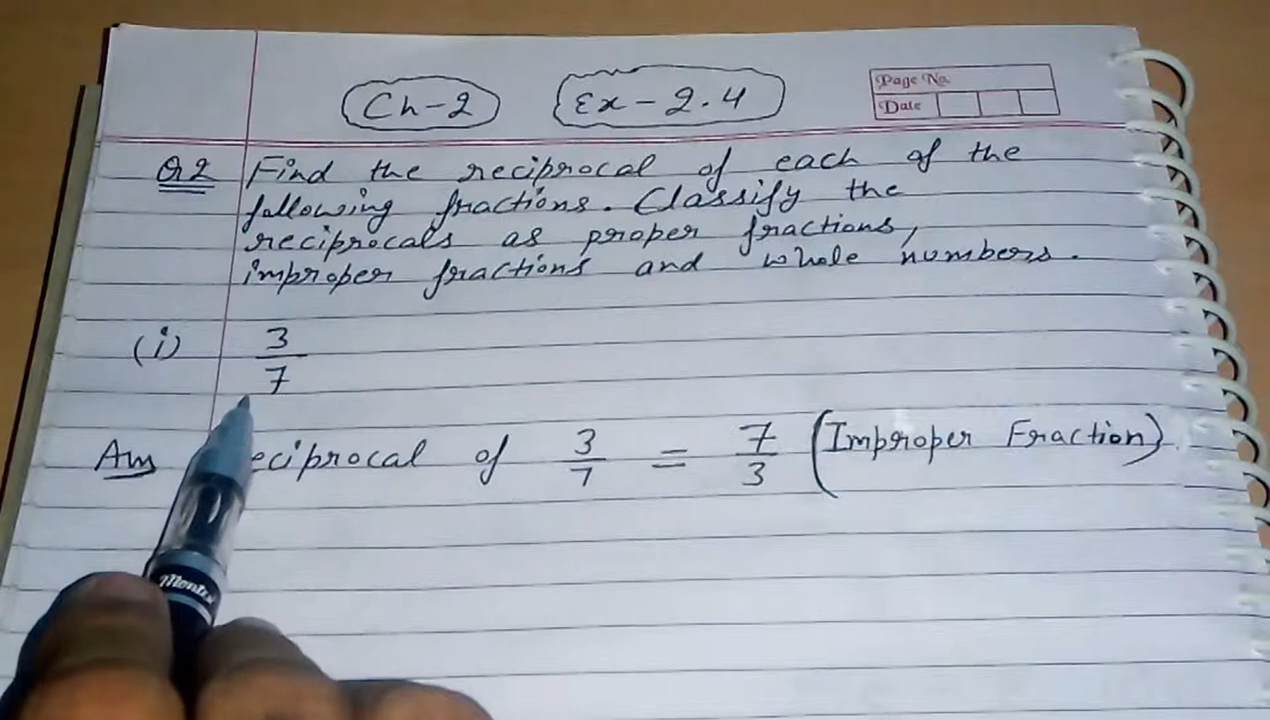 Ch-2 Ex-2.4
Page No.
Date
Q2 Find the reciprocal of each of the
following fractions. Classify the
reciprocals as proper fractions,
improper fractions and whole numbers.
(i) 3/7
Ans eciprocal of 3/7 = 7/3 (Improper Fraction)
Montex